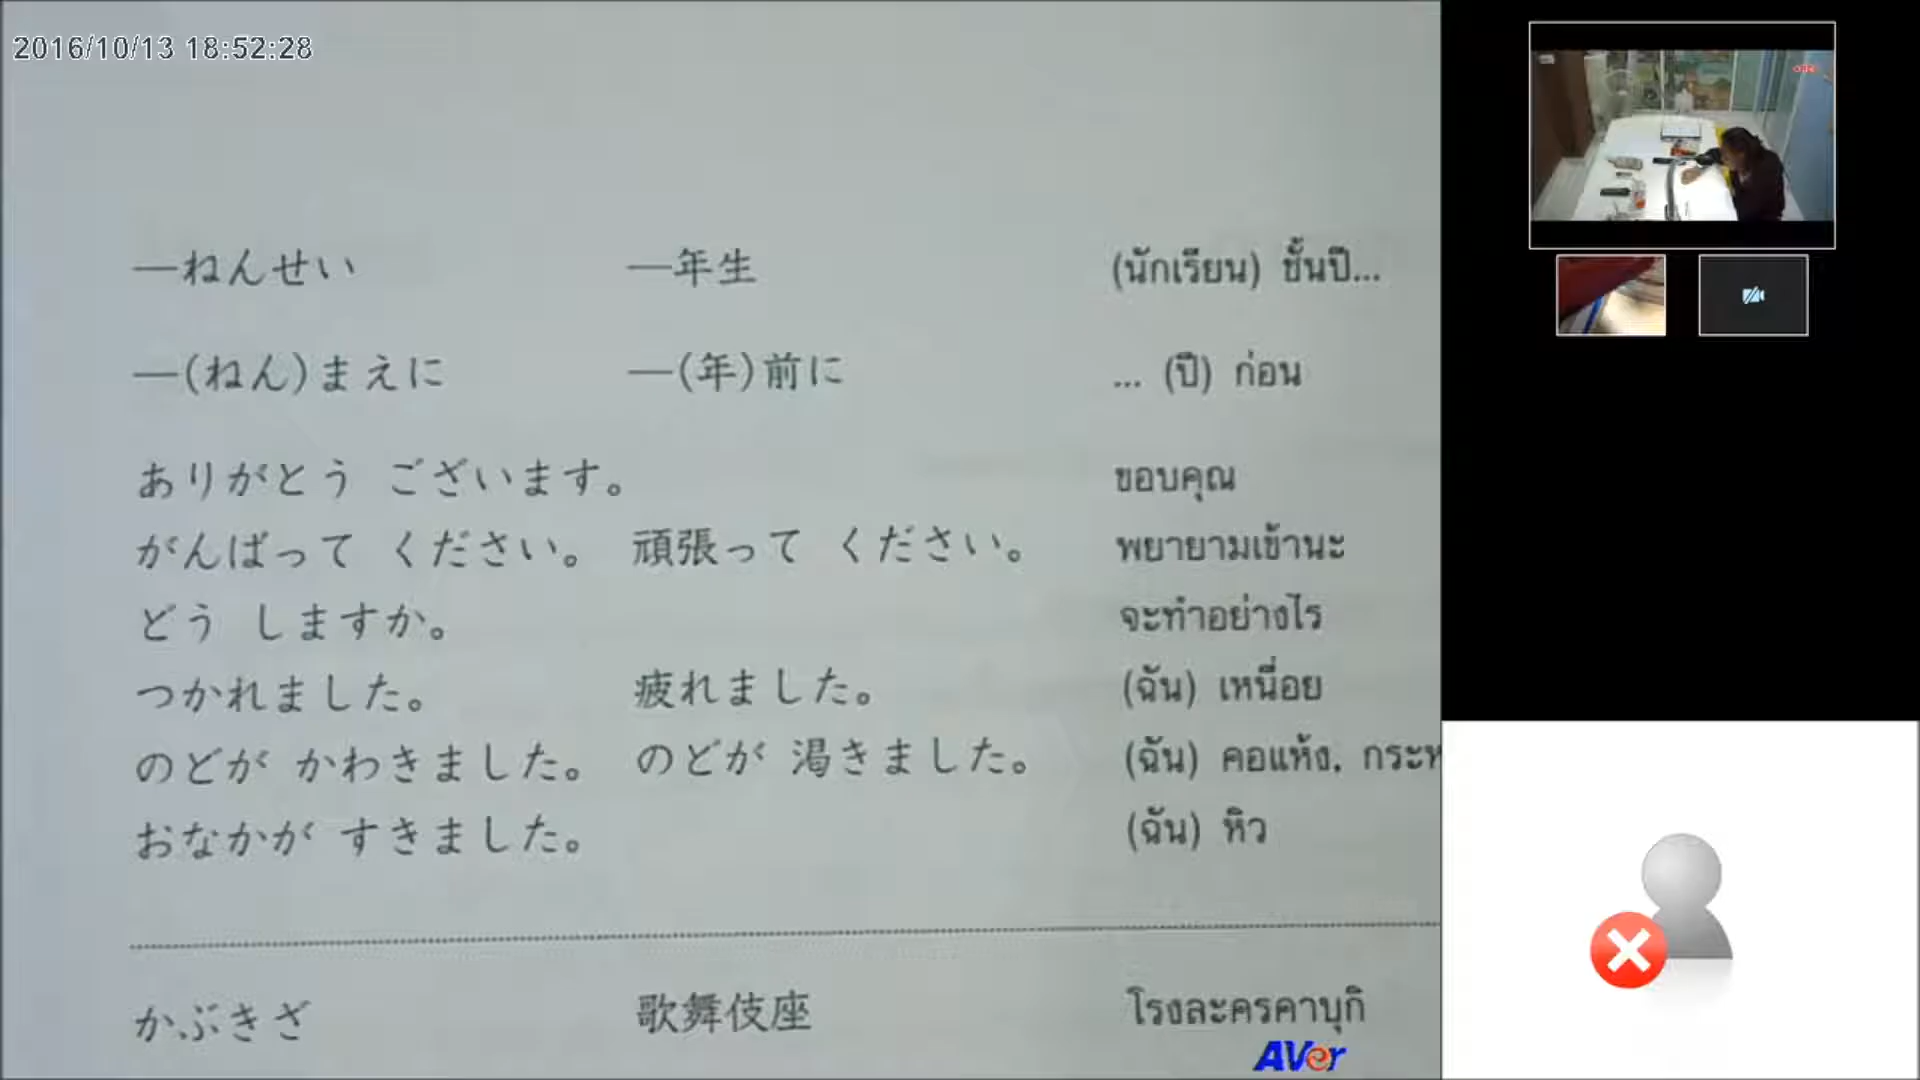 2016/10/13 18:52:28
―ねんせい ―年生 (นักเรียน) ชั้นปี...
―(ねん)まえに ―(年)前に ... (ปี) ก่อน
ありがとう ございます。 ขอบคุณ
がんばって ください。 頑張って ください。 พยายามเข้านะ
どう しますか。 จะทำอย่างไร
つかれました。 疲れました。 (ฉัน) เหนื่อย
のどが かわきました。 のどが 渇きました。 (ฉัน) คอแห้ง,
おなかが すきました。 (ฉัน) หิว
かぶきざ 歌舞伎座 โรงละครคาบุกิ
AVer